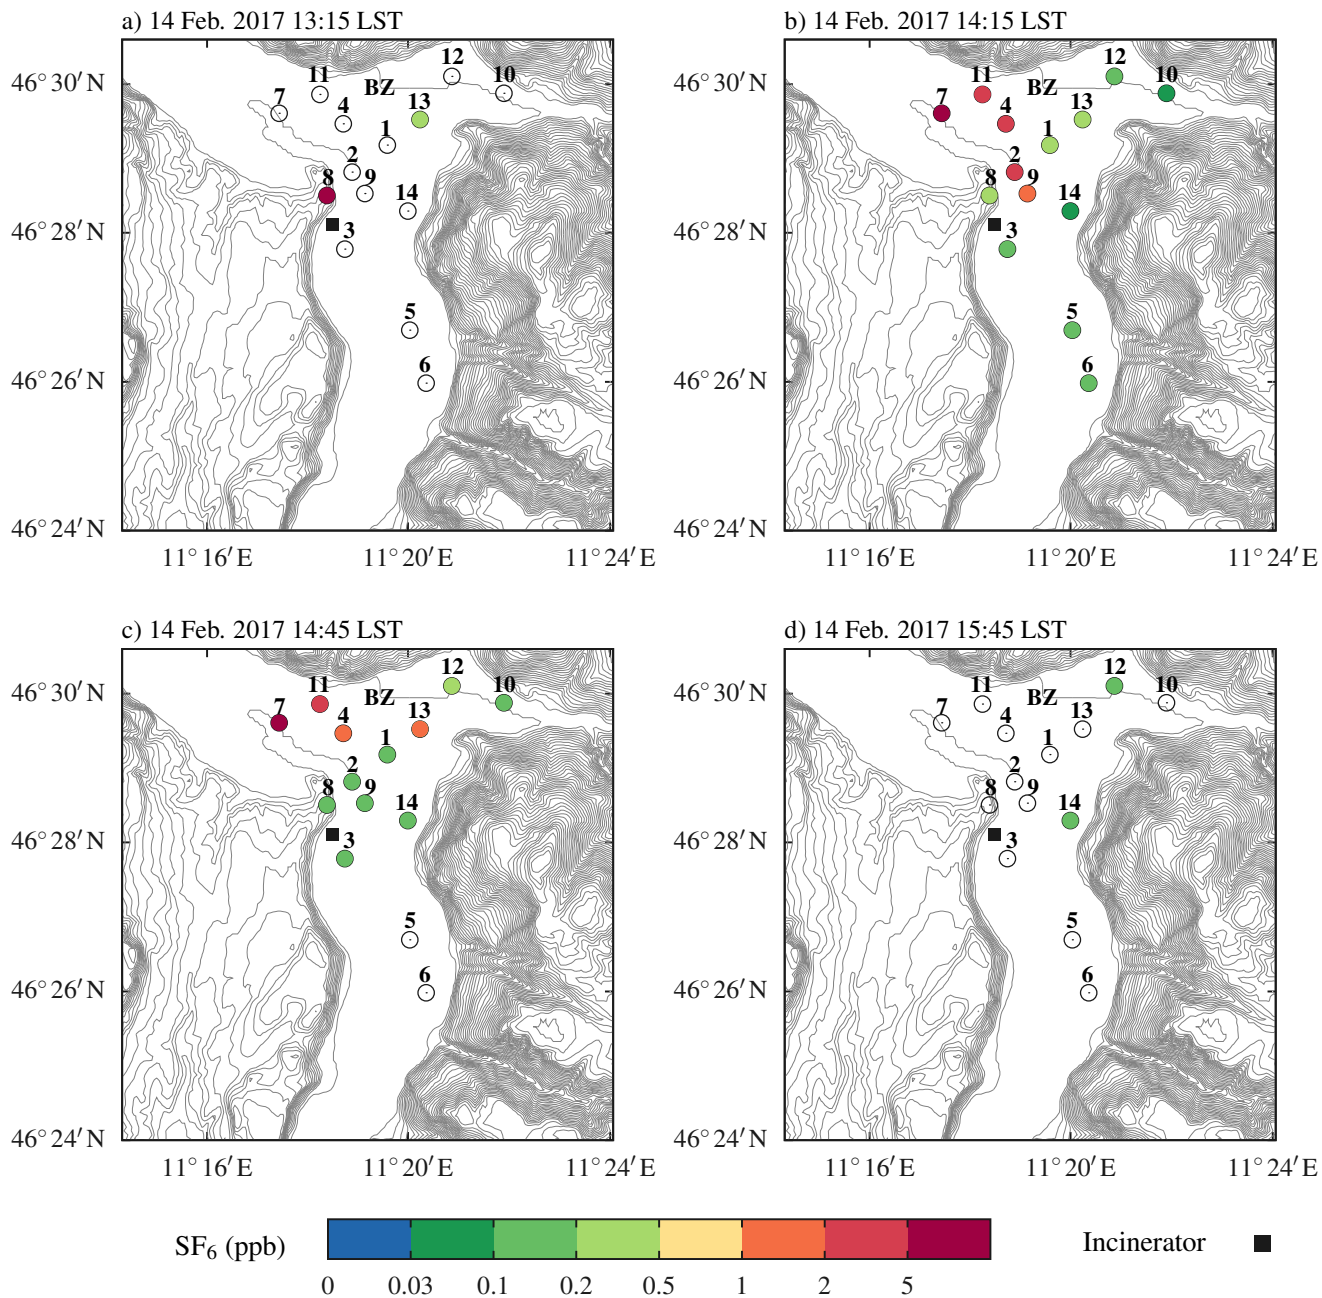 a) 14 Feb. 2017 13:15 LST
46° 30′ N
46° 28′ N
46° 26′ N
46° 24′ N
11° 16′ E
11° 20′ E
11° 24′ E
12
11
BZ
10
7
4
13
1
2
8
9
14
3
5
6
b) 14 Feb. 2017 14:15 LST
46° 30′ N
46° 28′ N
46° 26′ N
46° 24′ N
11° 16′ E
11° 20′ E
11° 24′ E
12
11
BZ
10
7
4
13
1
2
8
9
14
3
5
6
c) 14 Feb. 2017 14:45 LST
46° 30′ N
46° 28′ N
46° 26′ N
46° 24′ N
11° 16′ E
11° 20′ E
11° 24′ E
12
11
BZ
10
7
4
13
1
2
8
9
14
3
5
6
d) 14 Feb. 2017 15:45 LST
46° 30′ N
46° 28′ N
46° 26′ N
46° 24′ N
11° 16′ E
11° 20′ E
11° 24′ E
12
11
BZ
10
7
4
13
1
2
8
9
14
3
5
6
SF₆ (ppb)
0 0.03 0.1 0.2 0.5 1 2 5
Incinerator